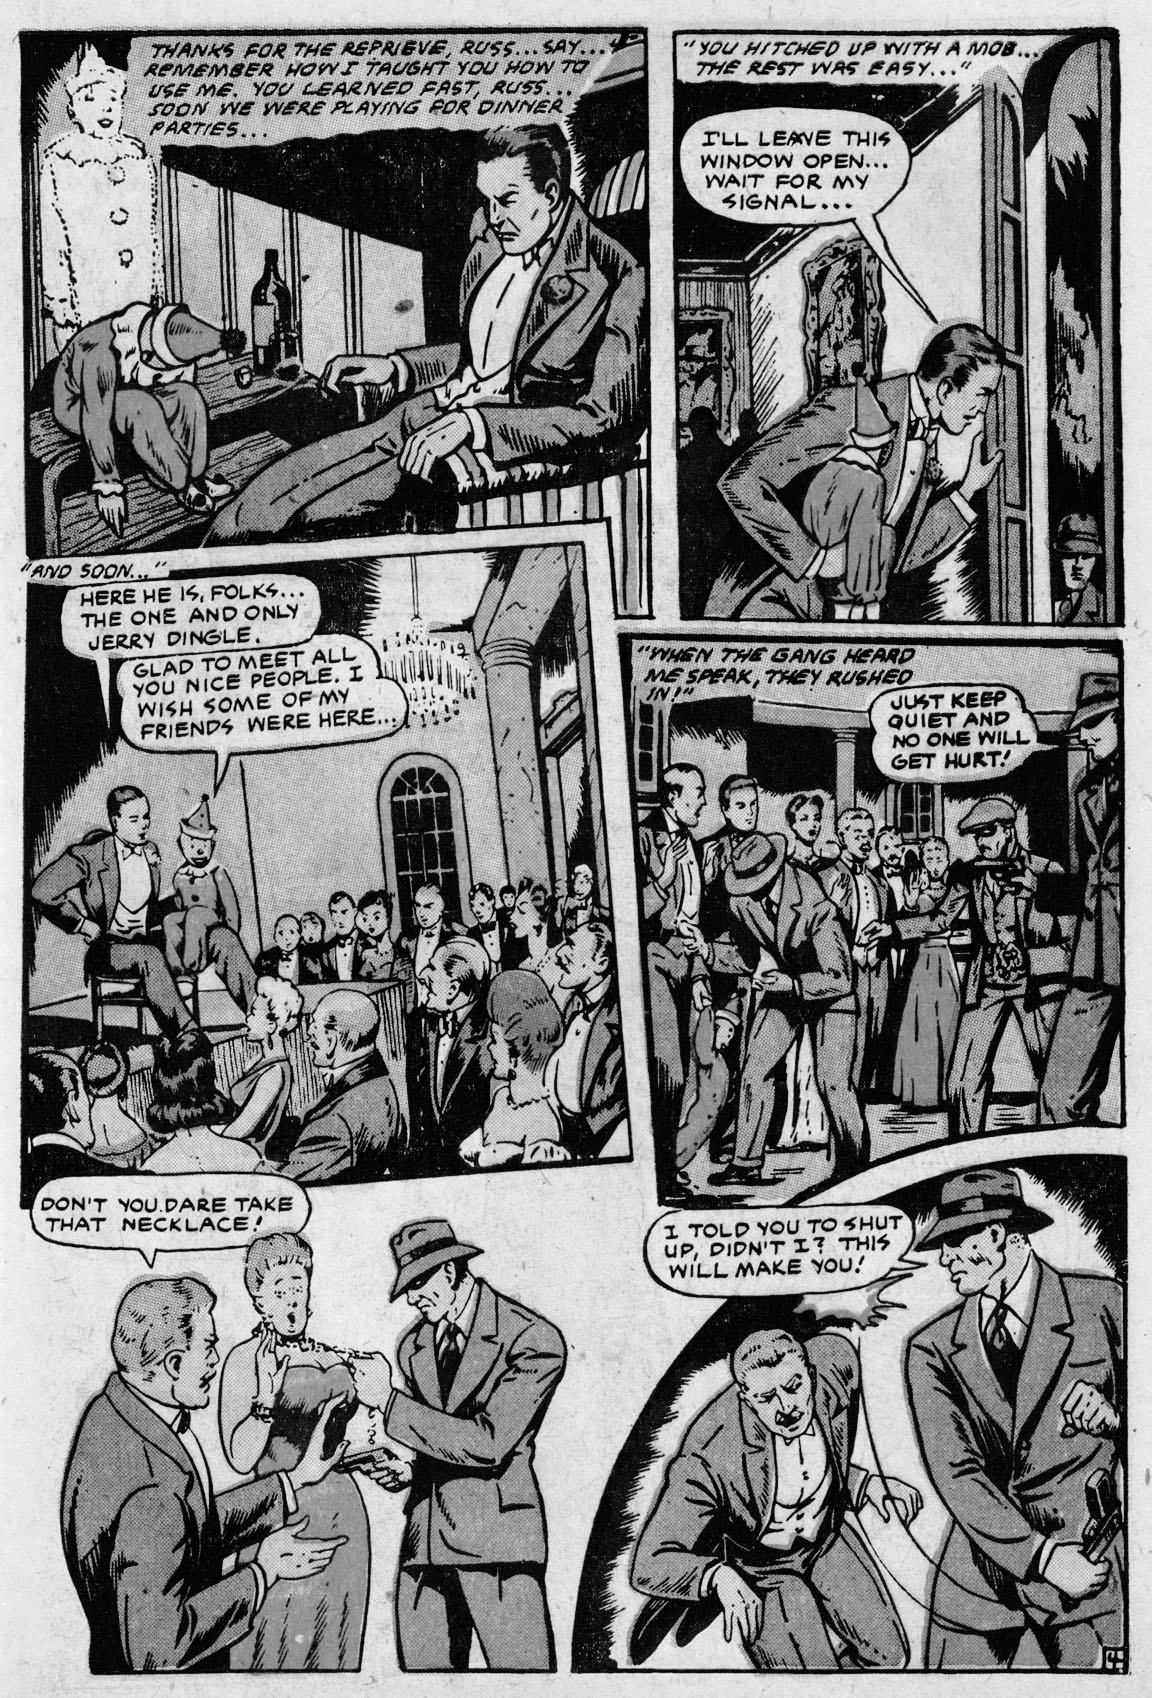 THANKS FOR THE REPRIEVE, RUSS...SAY...
REMEMBER HOW I TAUGHT YOU HOW TO
USE ME. YOU LEARNED FAST, RUSS...
SOON WE WERE PLAYING FOR DINNER
PARTIES...
"YOU HITCHED UP WITH A MOB...
THE REST WAS EASY..."
I'LL LEAVE THIS
WINDOW OPEN...
WAIT FOR MY
SIGNAL...
"AND SOON..."
HERE HE IS, FOLKS...
THE ONE AND ONLY
JERRY DINGLE.
GLAD TO MEET ALL
YOU NICE PEOPLE. I
WISH SOME OF MY
FRIENDS WERE HERE...
"WHEN THE GANG HEARD
ME SPEAK, THEY RUSHED
IN!"
JUST KEEP
QUIET AND
NO ONE WILL
GET HURT!
DON'T YOU DARE TAKE
THAT NECKLACE!
I TOLD YOU TO SHUT
UP, DIDN'T I? THIS
WILL MAKE YOU!
4